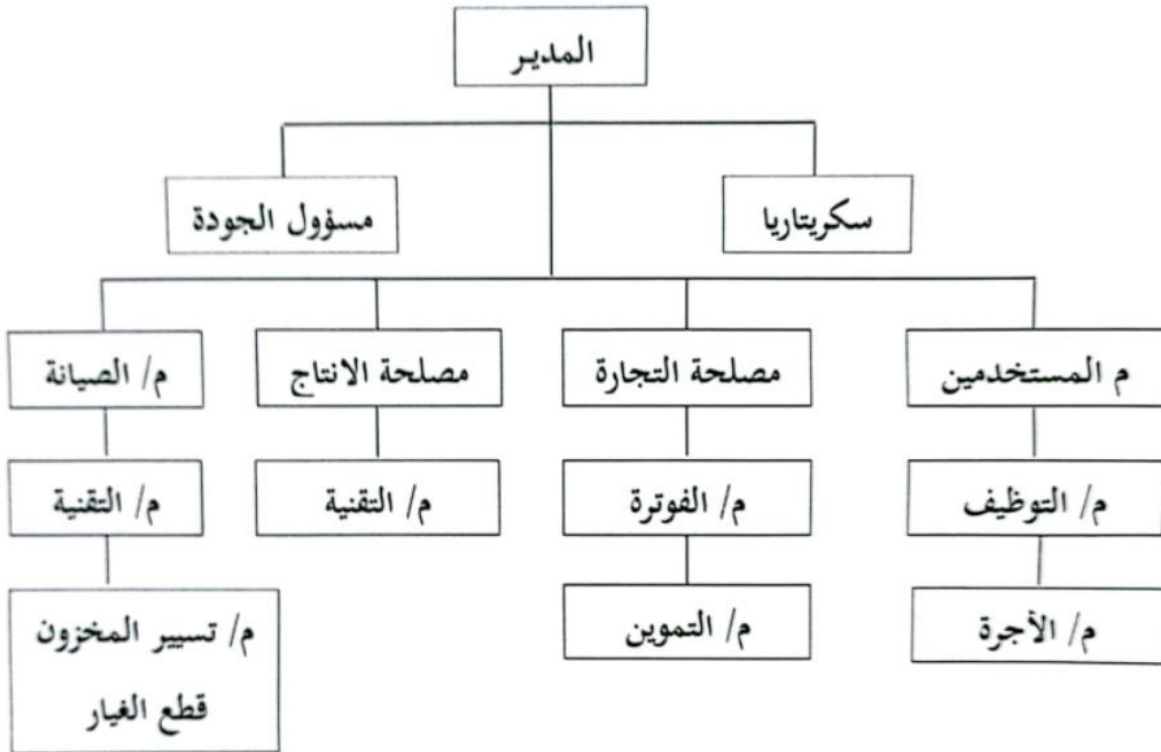 المدير
سكريتاريا
مسؤول الجودة
م المستخدمين
مصلحة التجارة
مصلحة الانتاج
م/ الصيانة
م/ التوظيف
م/ الفوترة
م/ التقنية
م/ التقنية
م/ الأجرة
م/ التموين
م/ تسيير المخزون
قطع الغيار